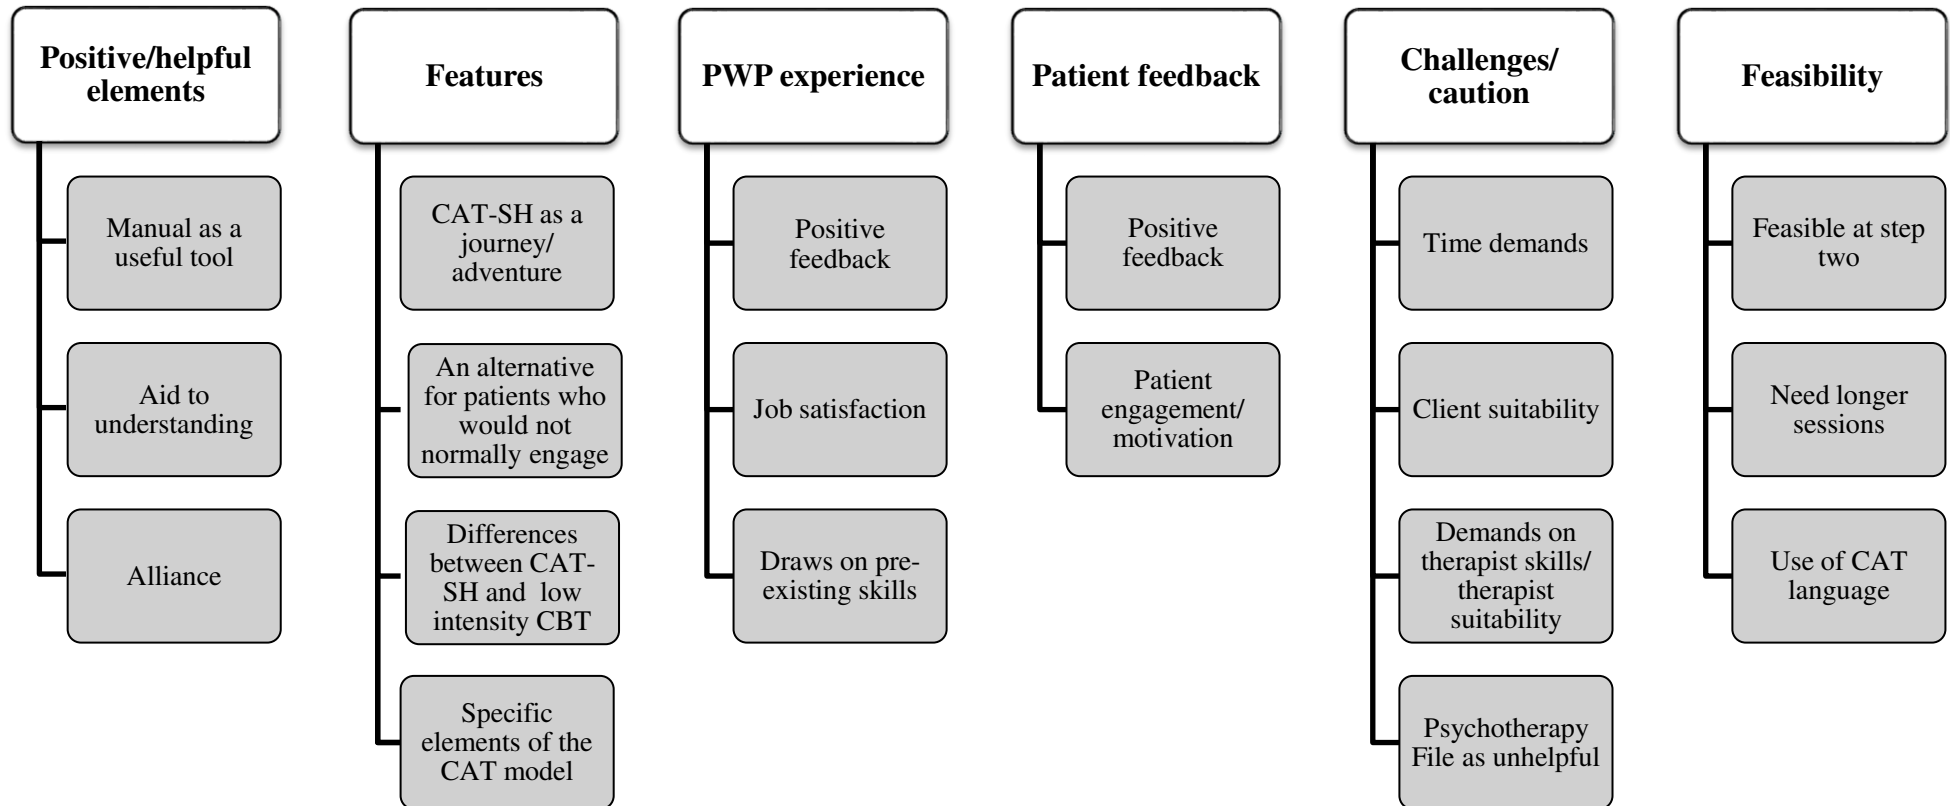 Positive/helpful
elements
Manual as a
useful tool
Aid to
understanding
Alliance
Features
CAT-SH as a
journey/
adventure
An alternative
for patients who
would not
normally engage
Differences
between CAT-
SH and low
intensity CBT
Specific
elements of the
CAT model
PWP experience
Positive
feedback
Job satisfaction
Draws on pre-
existing skills
Patient feedback
Positive
feedback
Patient
engagement/
motivation
Challenges/
caution
Time demands
Client suitability
Demands on
therapist skills/
therapist
suitability
Psychotherapy
File as unhelpful
Feasibility
Feasible at step
two
Need longer
sessions
Use of CAT
language